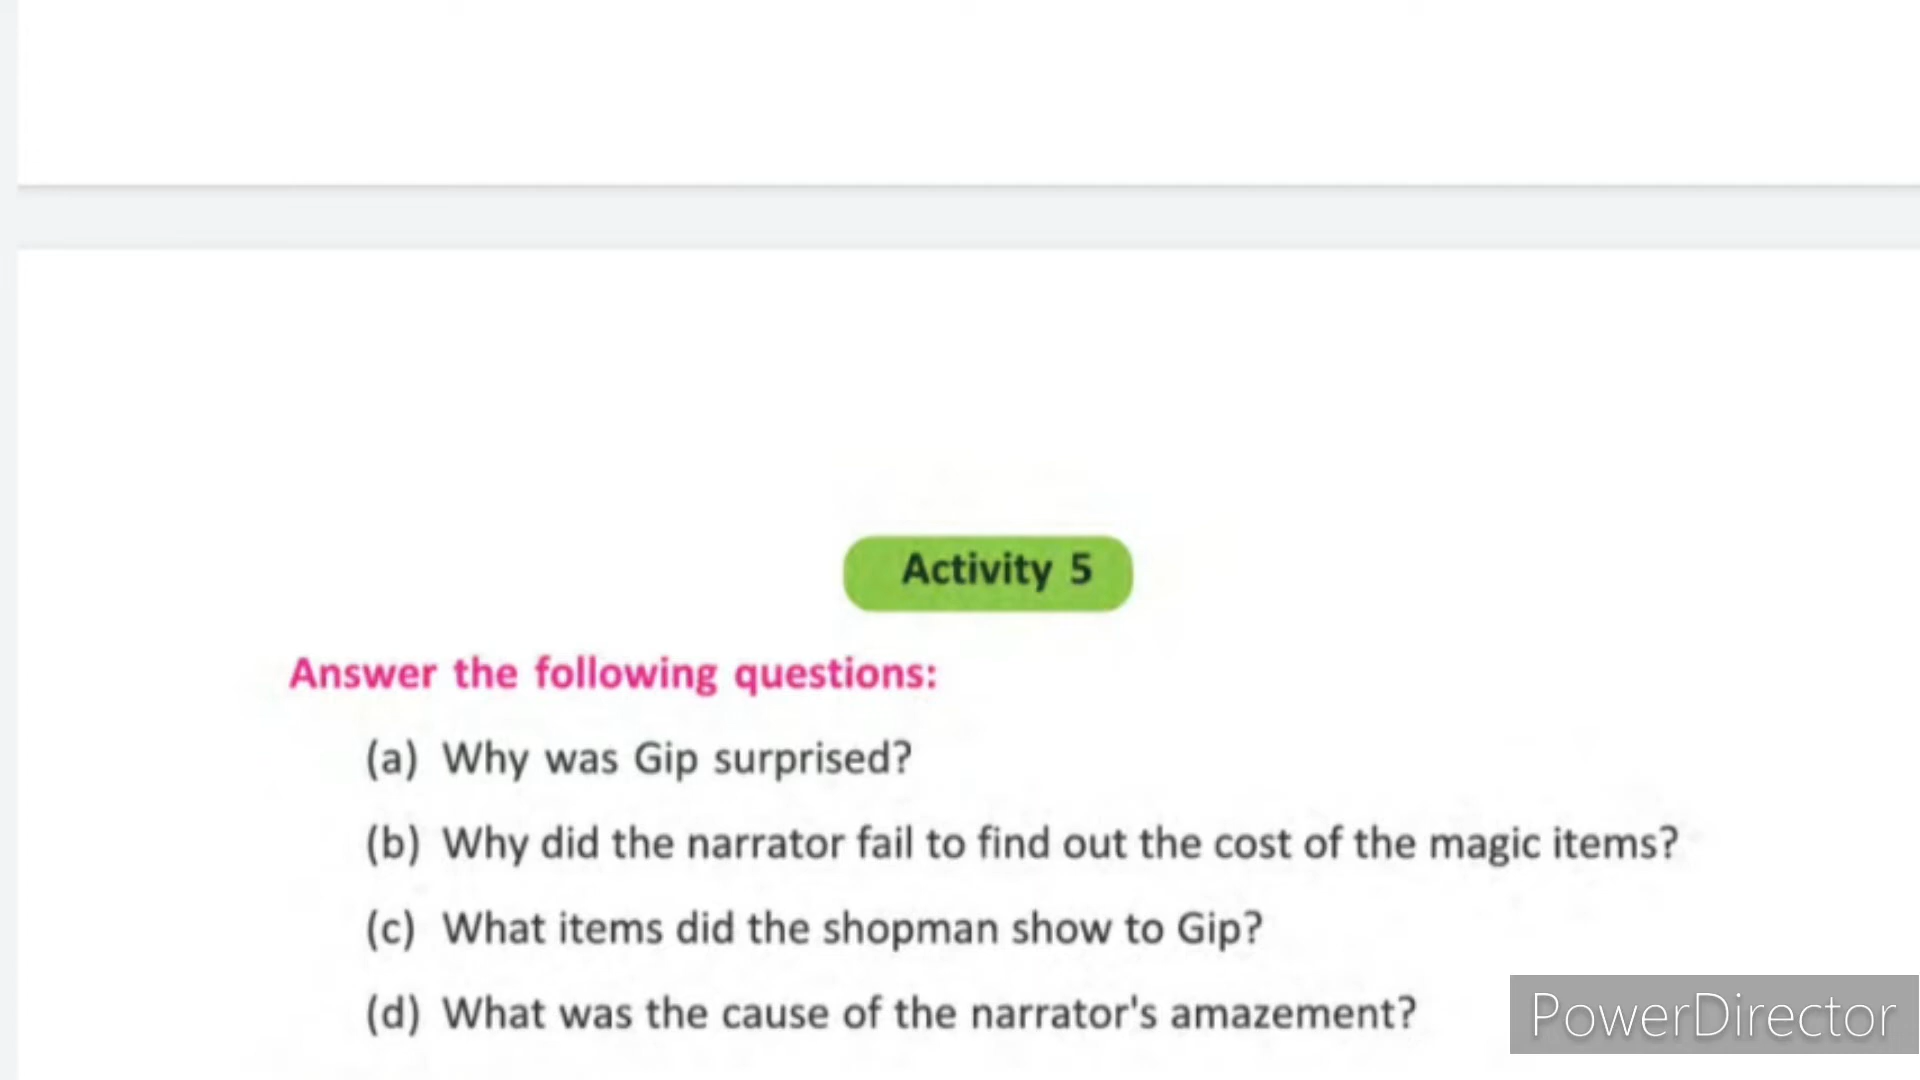 Activity 5
Answer the following questions:
(a) Why was Gip surprised?
(b) Why did the narrator fail to find out the cost of the magic items?
(c) What items did the shopman show to Gip?
(d) What was the cause of the narrator's amazement?
PowerDirector